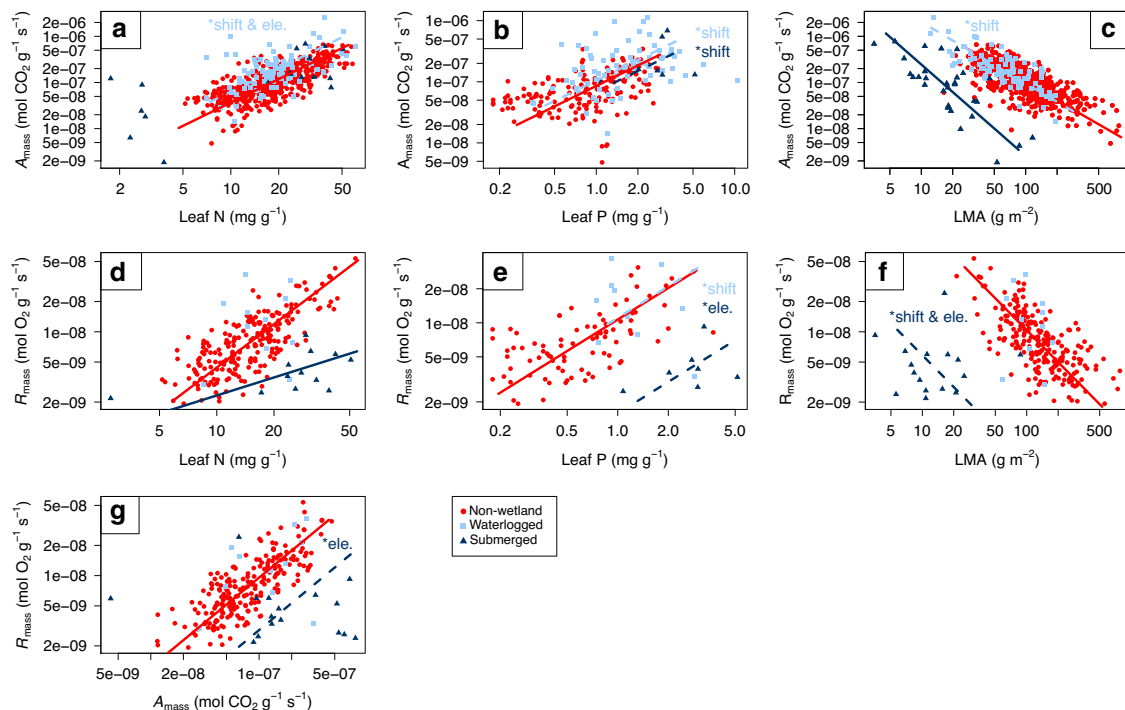 a
*shift & ele.
2e−06
1e−06
5e−07
2e−07
1e−07
5e−08
2e−08
1e−08
5e−09
2e−09
A_mass (mol CO₂ g⁻¹ s⁻¹)
2 5 10 20 50
Leaf N (mg g⁻¹)
b
*shift
*shift
1e−06
5e−07
2e−07
1e−07
5e−08
2e−08
1e−08
5e−09
A_mass (mol CO₂ g⁻¹ s⁻¹)
0.2 0.5 1.0 2.0 5.0 10.0
Leaf P (mg g⁻¹)
c
*shift
2e−06
1e−06
5e−07
2e−07
1e−07
5e−08
2e−08
1e−08
5e−09
2e−09
A_mass (mol CO₂ g⁻¹ s⁻¹)
5 10 20 50 100 500
LMA (g m⁻²)
d
5e−08
2e−08
1e−08
5e−09
2e−09
R_mass (mol O₂ g⁻¹ s⁻¹)
5 10 20 50
Leaf N (mg g⁻¹)
e
*shift
*ele.
2e−08
1e−08
5e−09
2e−09
R_mass (mol O₂ g⁻¹ s⁻¹)
0.2 0.5 1.0 2.0 5.0
Leaf P (mg g⁻¹)
f
*shift & ele.
5e−08
2e−08
1e−08
5e−09
2e−09
R_mass (mol O₂ g⁻¹ s⁻¹)
5 10 20 50 100 500
LMA (g m⁻²)
g
*ele.
5e−08
2e−08
1e−08
5e−09
2e−09
R_mass (mol O₂ g⁻¹ s⁻¹)
5e−09 2e−08 1e−07 5e−07
A_mass (mol CO₂ g⁻¹ s⁻¹)
Non−wetland
Waterlogged
Submerged